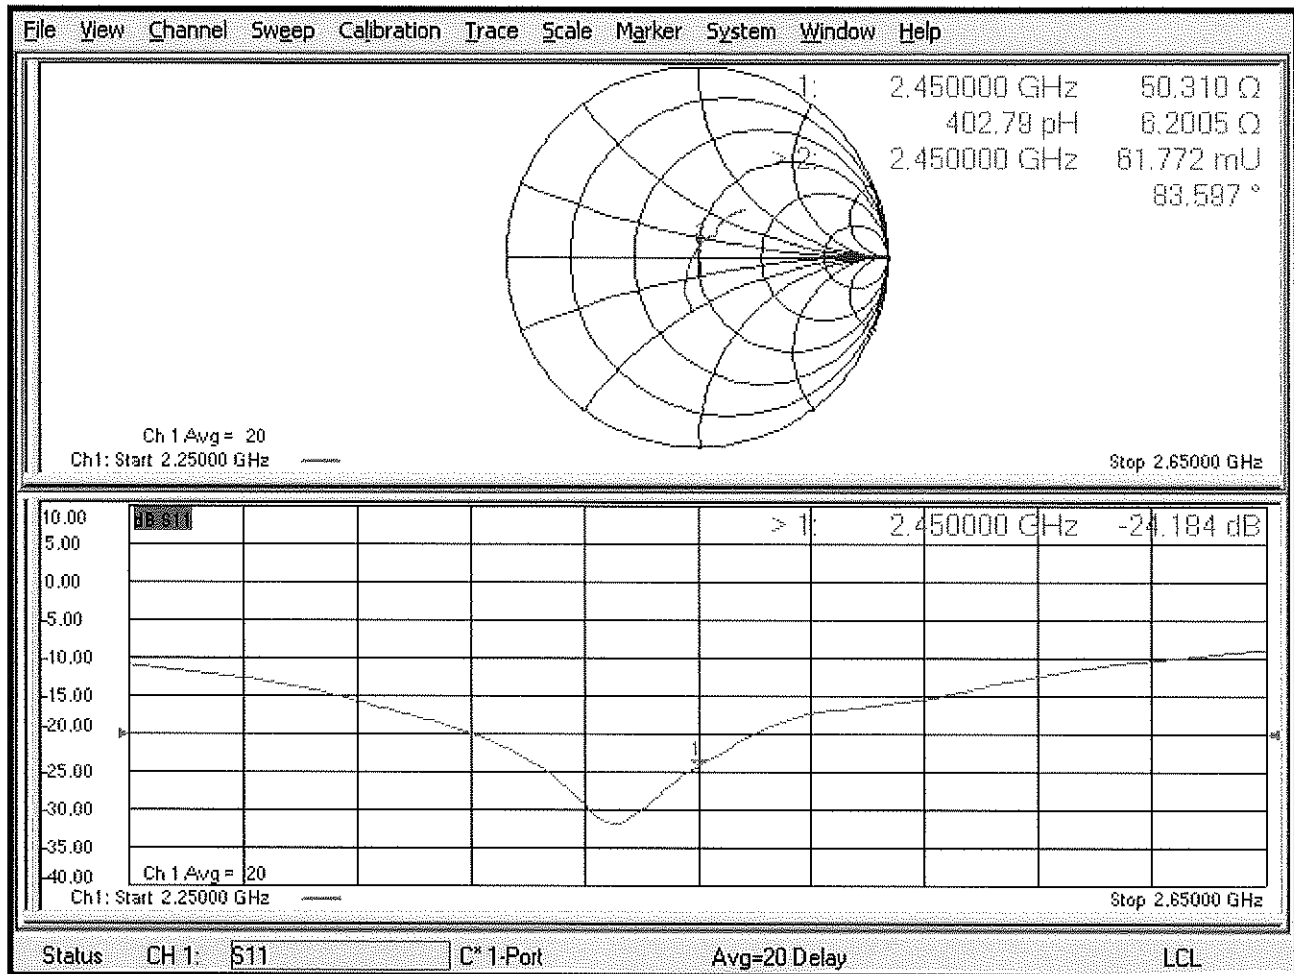 File View Channel Sweep Calibration Trace Scale Marker System Window Help
1: 2.450000 GHz 50.310 Ω
402.79 pH 6.2005 Ω
> 2: 2.450000 GHz 61.772 mU
83.597 °
Ch 1 Avg = 20
Ch1: Start 2.25000 GHz
Stop 2.65000 GHz
10.00
dB S11
> 1: 2.450000 GHz -24.184 dB
5.00
0.00
-5.00
-10.00
-15.00
-20.00
1
-25.00
-30.00
-35.00
-40.00
Ch 1 Avg = 20
Ch1: Start 2.25000 GHz
Stop 2.65000 GHz
Status CH 1: S11 C* 1-Port Avg=20 Delay LCL